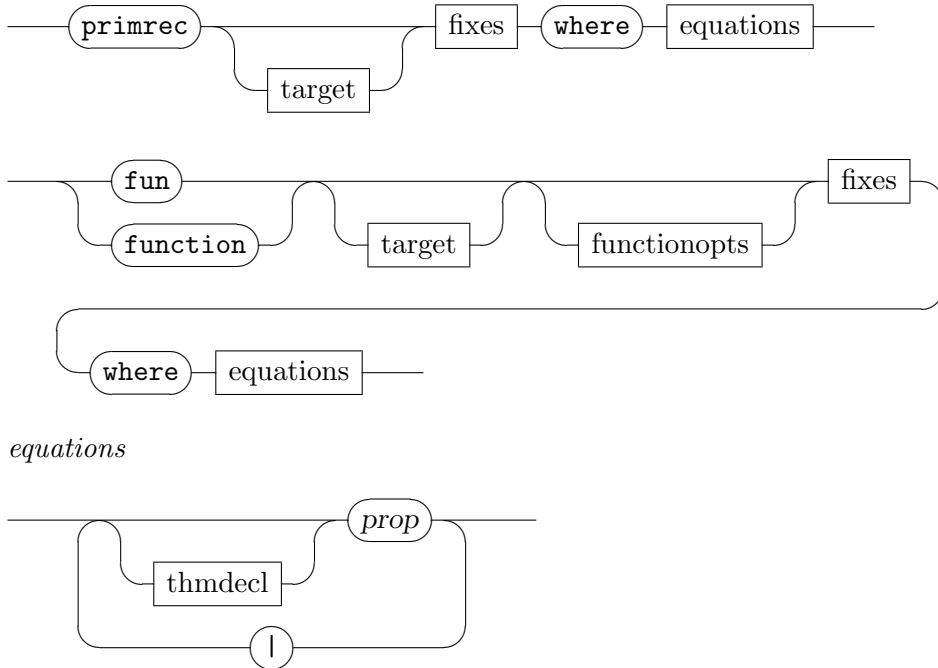 primrec fixes where equations
target
fun fixes
function target functionopts
where equations
equations
prop
thmdecl
|